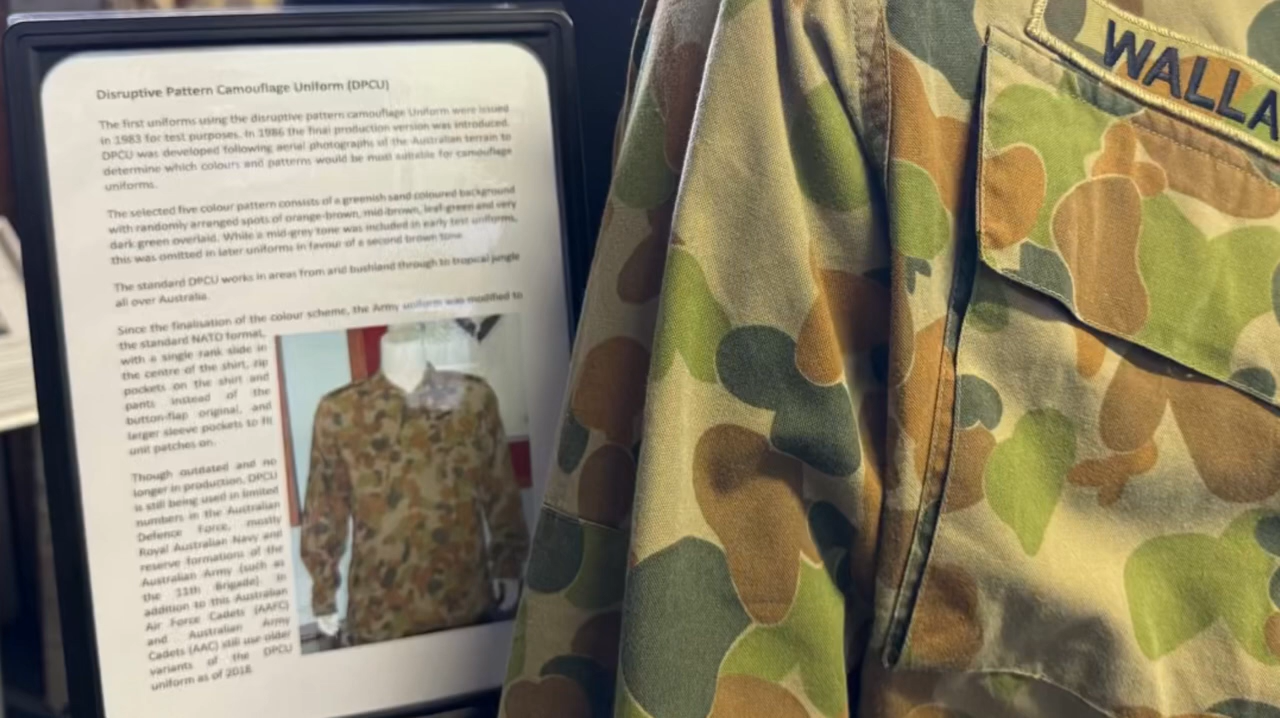 Disruptive Pattern Camouflage Uniform (DPCU)
The first uniforms using the disruptive pattern camouflage Uniform were issued
in 1983 for test purposes. In 1986 the final production version was introduced.
DPCU was developed following aerial photographs of the Australian terrain to
determine which colours and patterns would be most suitable for camouflage
uniforms.
The selected five colour pattern consists of a greenish sand coloured background
with randomly arranged spots of orange-brown, mid-brown, leaf-green and very
dark green overlaid. While a mid-grey tone was included in early test uniforms,
this was omitted in later uniforms in favour of a second brown tone.
The standard DPCU works in areas from arid bushland through to tropical jungle
all over Australia.
Since the finalisation of the colour scheme, the Army uniform was modified to
the standard NATO format,
with a single rank slide in
the centre of the shirt, zip
pockets on the shirt and
pants instead of the
button-flap original, and
larger sleeve pockets to fit
unit patches on.
Though outdated and no
longer in production, DPCU
is still being used in limited
numbers in the Australian
Defence Force, mostly
Royal Australian Navy and
reserve formations of the
Australian Army (such as
the 11th Brigade). In
addition to this Australian
Air Force Cadets (AAFC)
and Australian Army
Cadets (AAC) still use older
variants of the DPCU
uniform as of 2018.
WALLA